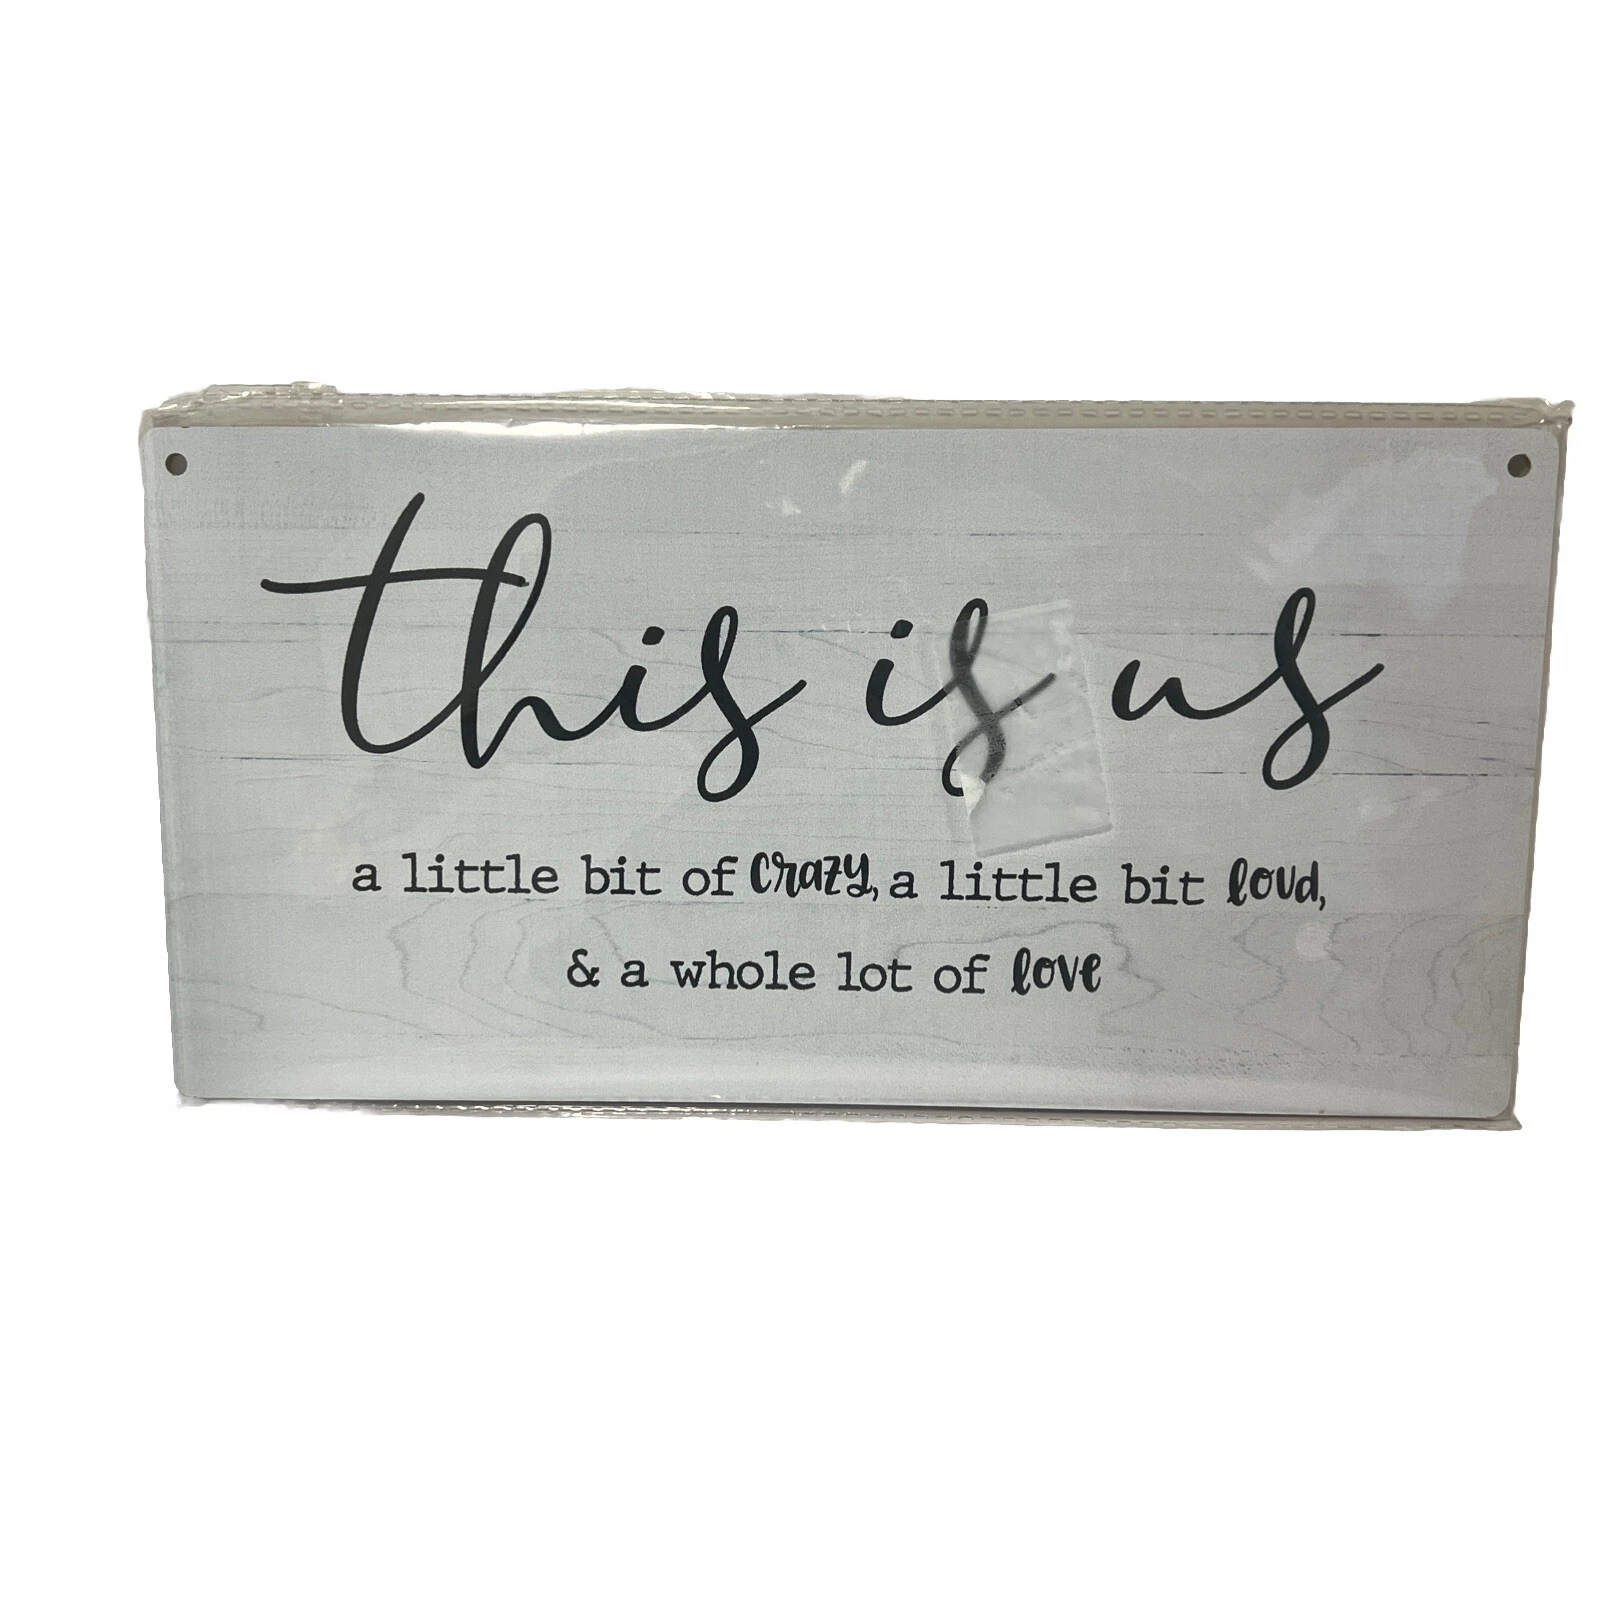 this is us
a little bit of crazy, a little bit loud,
& a whole lot of love